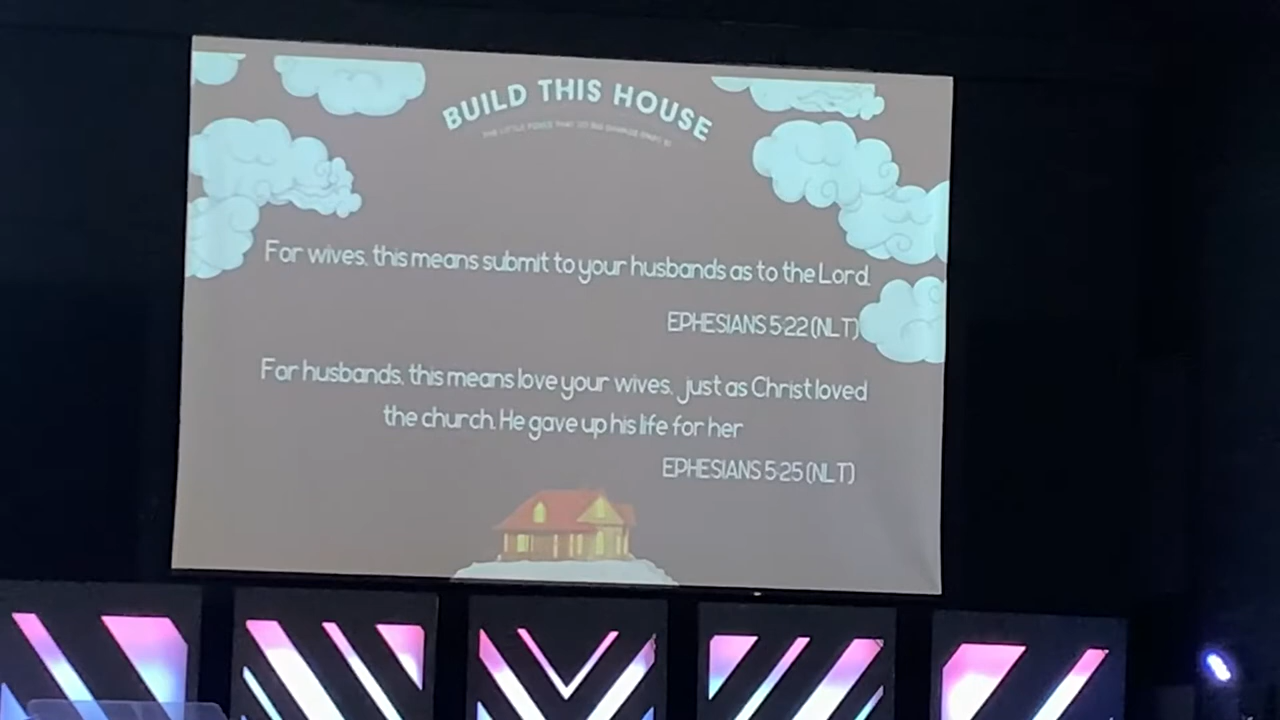 BUILD THIS HOUSE
For wives, this means submit to your husbands as to the Lord.
EPHESIANS 5:22 (NLT)
For husbands, this means love your wives, just as Christ loved
the church. He gave up his life for her
EPHESIANS 5:25 (NLT)